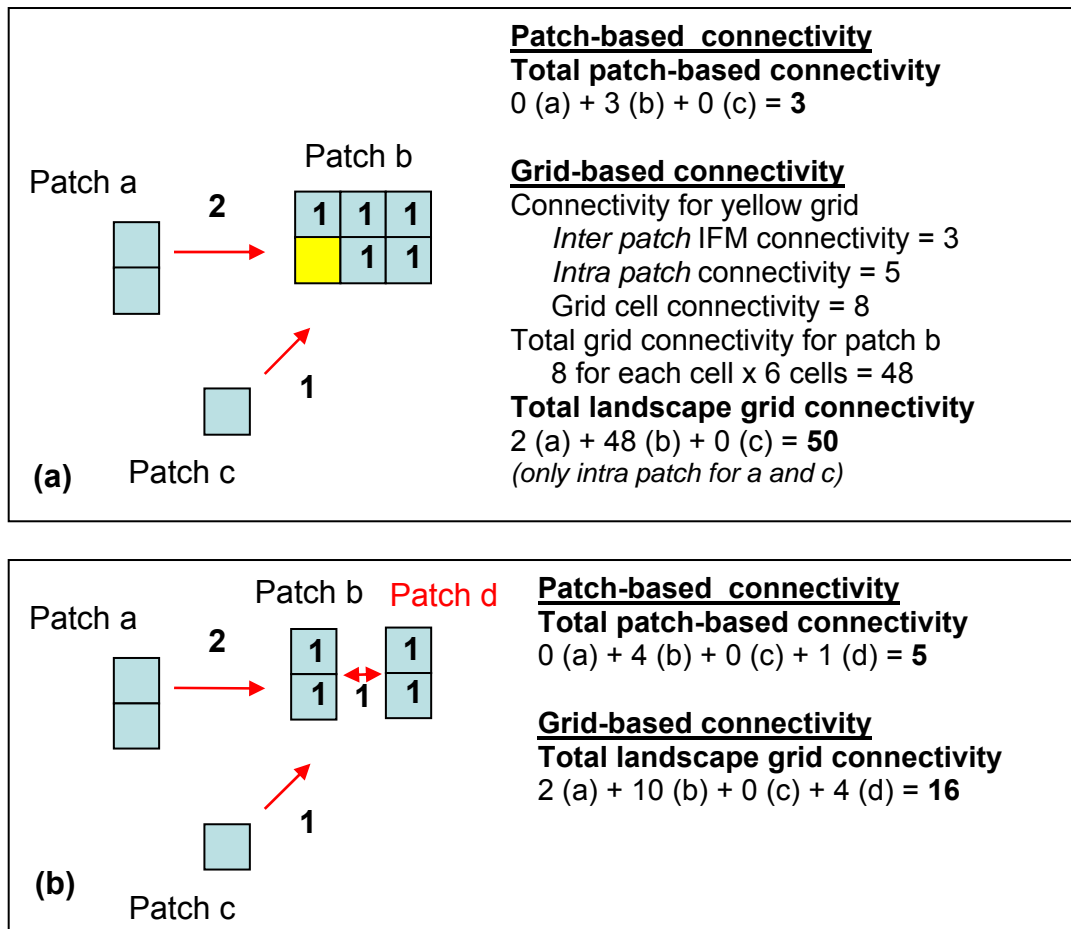 Patch-based connectivity
Total patch-based connectivity
0 (a) + 3 (b) + 0 (c) = 3
Patch b
Patch a
2
1 1 1
1 1
1
Patch c
(a)
Grid-based connectivity
Connectivity for yellow grid
Inter patch IFM connectivity = 3
Intra patch connectivity = 5
Grid cell connectivity = 8
Total grid connectivity for patch b
8 for each cell x 6 cells = 48
Total landscape grid connectivity
2 (a) + 48 (b) + 0 (c) = 50
(only intra patch for a and c)
Patch b Patch d
Patch a
2
1 1
1 1 1
1
Patch c
(b)
Patch-based connectivity
Total patch-based connectivity
0 (a) + 4 (b) + 0 (c) + 1 (d) = 5
Grid-based connectivity
Total landscape grid connectivity
2 (a) + 10 (b) + 0 (c) + 4 (d) = 16